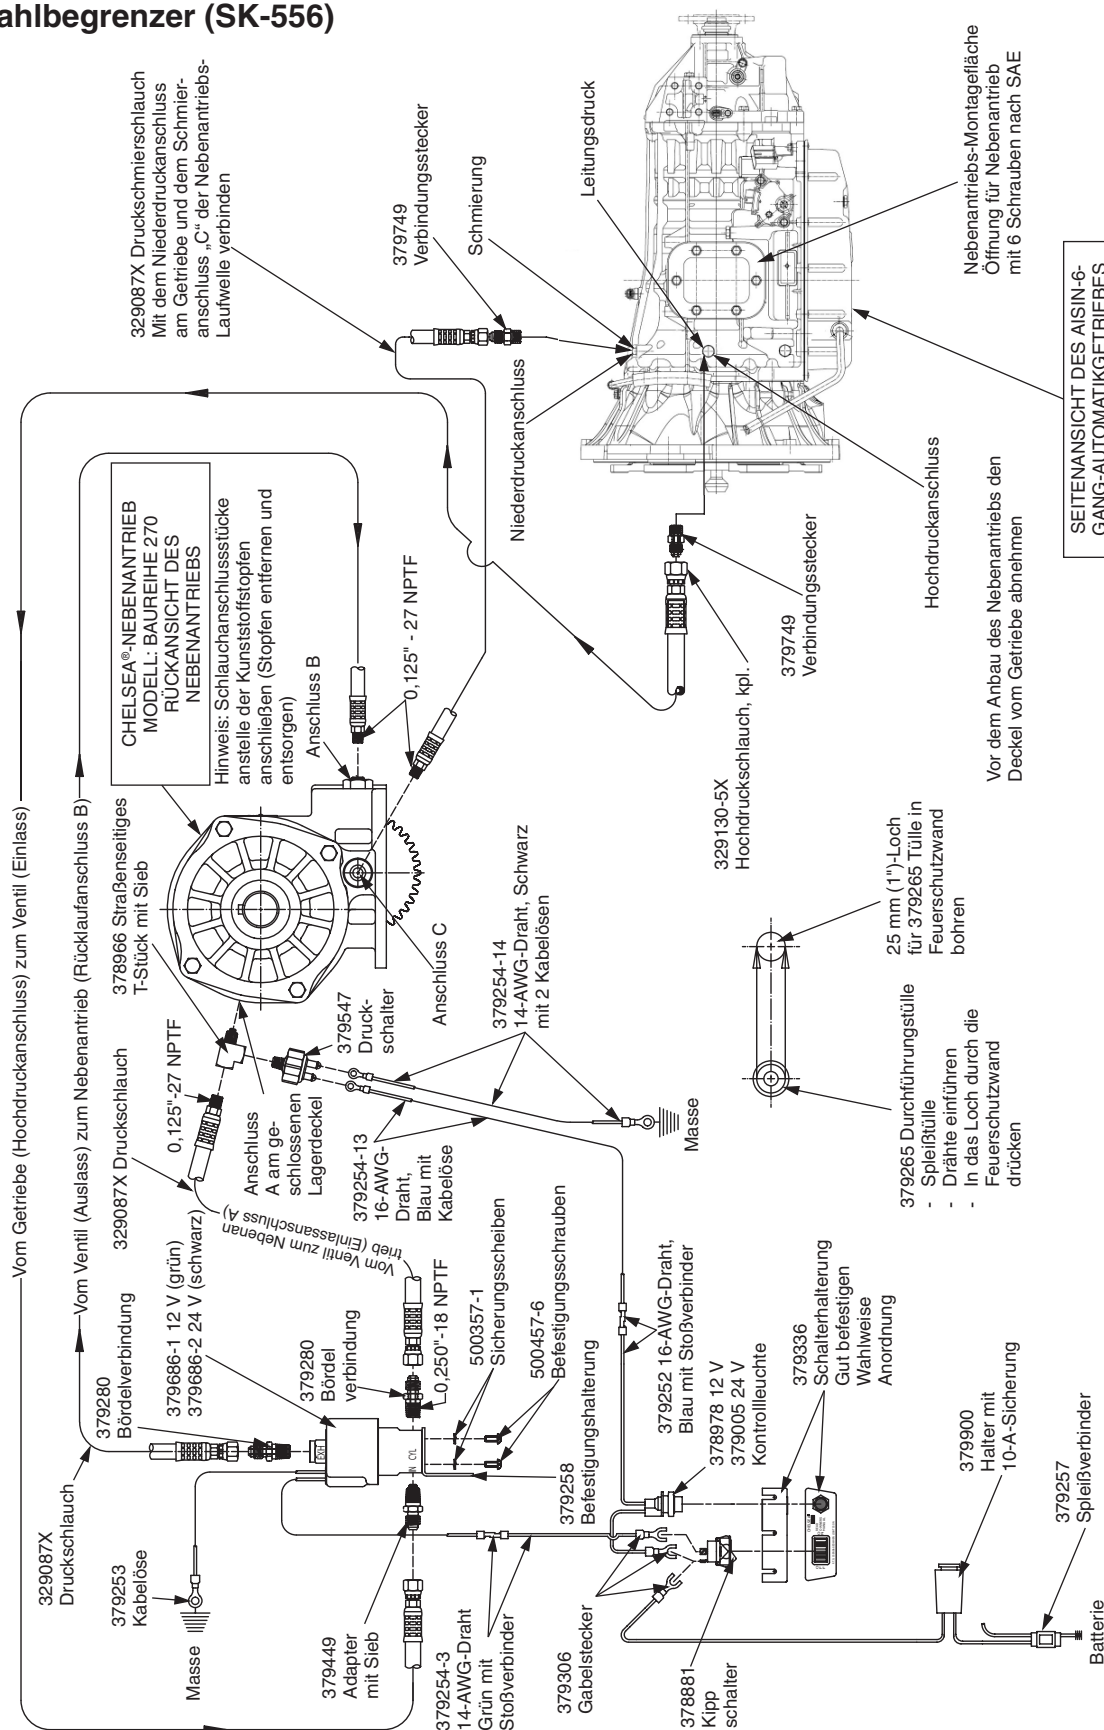 ahlbegrenzer (SK-556)
329087X Druckschmierschlauch
Mit dem Niederdruckanschluss
am Getriebe und dem Schmier-
anschluss „C“ der Nebenantriebs-
Laufwelle verbinden
379749
Verbindungsstecker
Schmierung
Leitungsdruck
Nebenantriebs-Montagefläche
Öffnung für Nebenantrieb
mit 6 Schrauben nach SAE
SEITENANSICHT DES AISIN-6-
GANG-AUTOMATIKGETRIEBES
Niederdruckanschluss
Hochdruckanschluss
379749
Verbindungsstecker
329130-5X
Hochdruckschlauch, kpl.
Vor dem Anbau des Nebenantriebs den
Deckel vom Getriebe abnehmen
CHELSEA®-NEBENANTRIEB
MODELL: BAUREIHE 270
RÜCKANSICHT DES
NEBENANTRIEBS
Hinweis: Schlauchanschlussstücke
anstelle der Kunststoffstopfen
anschließen (Stopfen entfernen und
entsorgen)
Anschluss B
0,125" - 27 NPTF
Vom Getriebe (Hochdruckanschluss) zum Ventil (Einlass)
Vom Ventil (Auslass) zum Nebenantrieb (Rücklaufanschluss B)
378966 Straßenseitiges
T-Stück mit Sieb
Anschluss C
379547
Druck-
schalter
379254-14
14-AWG-Draht, Schwarz
mit 2 Kabelösen
329087X Druckschlauch
0,125"-27 NPTF
Anschluss
A am ge-
schlossenen
Lagerdeckel
379254-13
16-AWG-
Draht,
Blau mit
Kabelöse
Masse
25 mm (1")-Loch
für 379265 Tülle in
Feuerschutzwand
bohren
379265 Durchführungstülle
- Spleißtülle
- Drähte einführen
- In das Loch durch die
Feuerschutzwand
drücken
Vom Ventil zum Nebenan
trieb (Einlassanschluss A)
379280
Bördelverbindung
379686-1 12 V (grün)
379686-2 24 V (schwarz)
379280
Bördel
verbindung
0,250"-18 NPTF
500357-1
Sicherungsscheiben
500457-6
Befestigungsschrauben
379258
Befestigungshalterung
EXH
IN CYL
379252 16-AWG-Draht,
Blau mit Stoßverbinder
378978 12 V
379005 24 V
Kontrollleuchte
379336
Schalterhalterung
Gut befestigen
Wahlweise
Anordnung
379900
Halter mit
10-A-Sicherung
379257
Spleißverbinder
Batterie
329087X
Druckschlauch
379253
Kabelöse
Masse
379449
Adapter
mit Sieb
379254-3
14-AWG-Draht
Grün mit
Stoßverbinder
379306
Gabelstecker
378881
Kipp
schalter